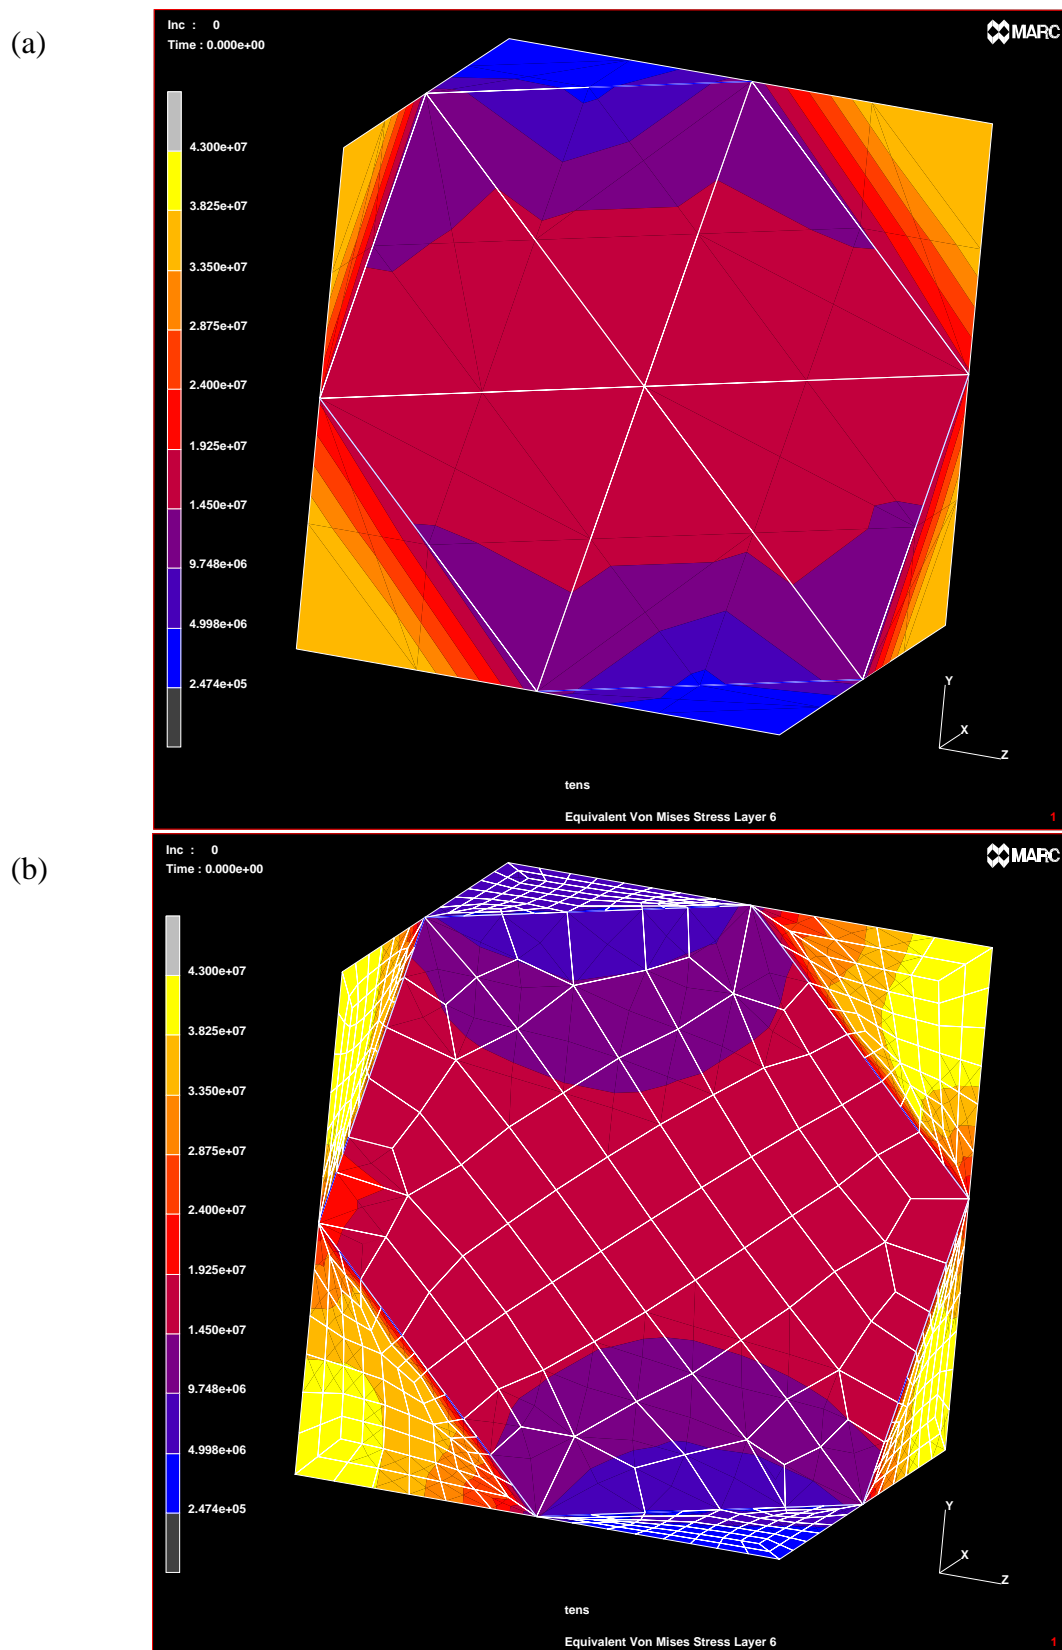 (a)
Inc : 0
Time : 0.000e+00
MARC
4.300e+07
3.825e+07
3.350e+07
2.875e+07
2.400e+07
1.925e+07
1.450e+07
9.748e+06
4.998e+06
2.474e+05
Y
X
Z
tens
Equivalent Von Mises Stress Layer 6
1
(b)
Inc : 0
Time : 0.000e+00
MARC
4.300e+07
3.825e+07
3.350e+07
2.875e+07
2.400e+07
1.925e+07
1.450e+07
9.748e+06
4.998e+06
2.474e+05
Y
X
Z
tens
Equivalent Von Mises Stress Layer 6
1